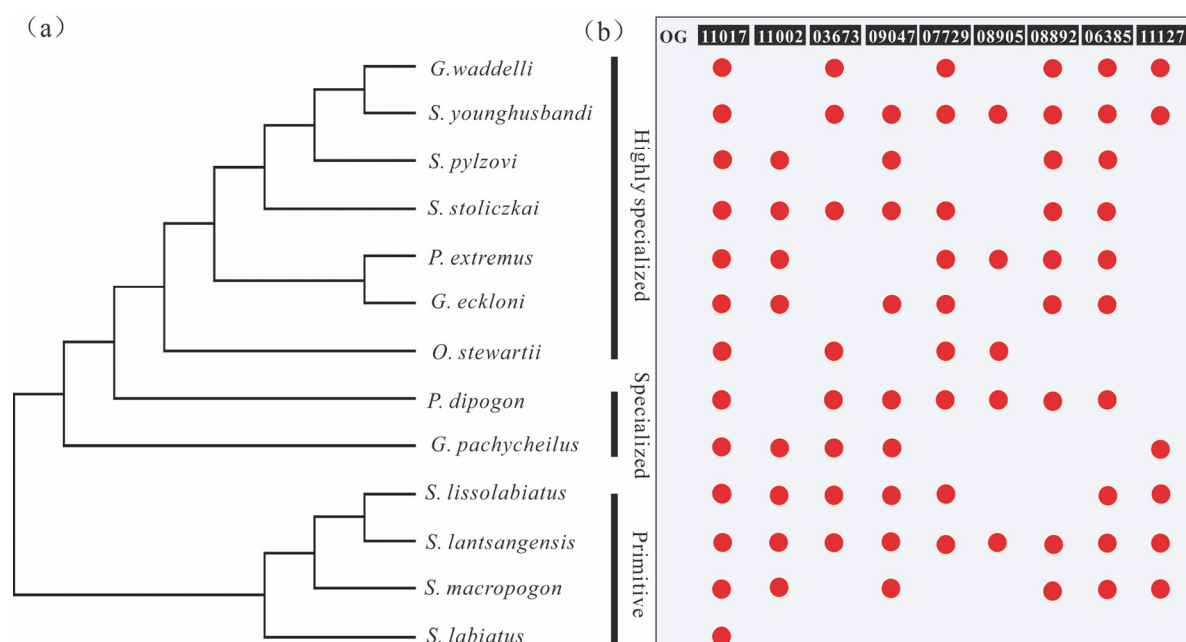 (a)
(b)
OG 11017 11002 03673 09047 07729 08905 08892 06385 11127
G.waddelli
S. younghusbandi
S. pylzovi
S. stoliczkai
P. extremus
G. eckloni
O. stewartii
P. dipogon
G. pachycheilus
S. lissolabiatus
S. lantsangensis
S. macropogon
S. labiatus
Highly specialized
Specialized
Primitive